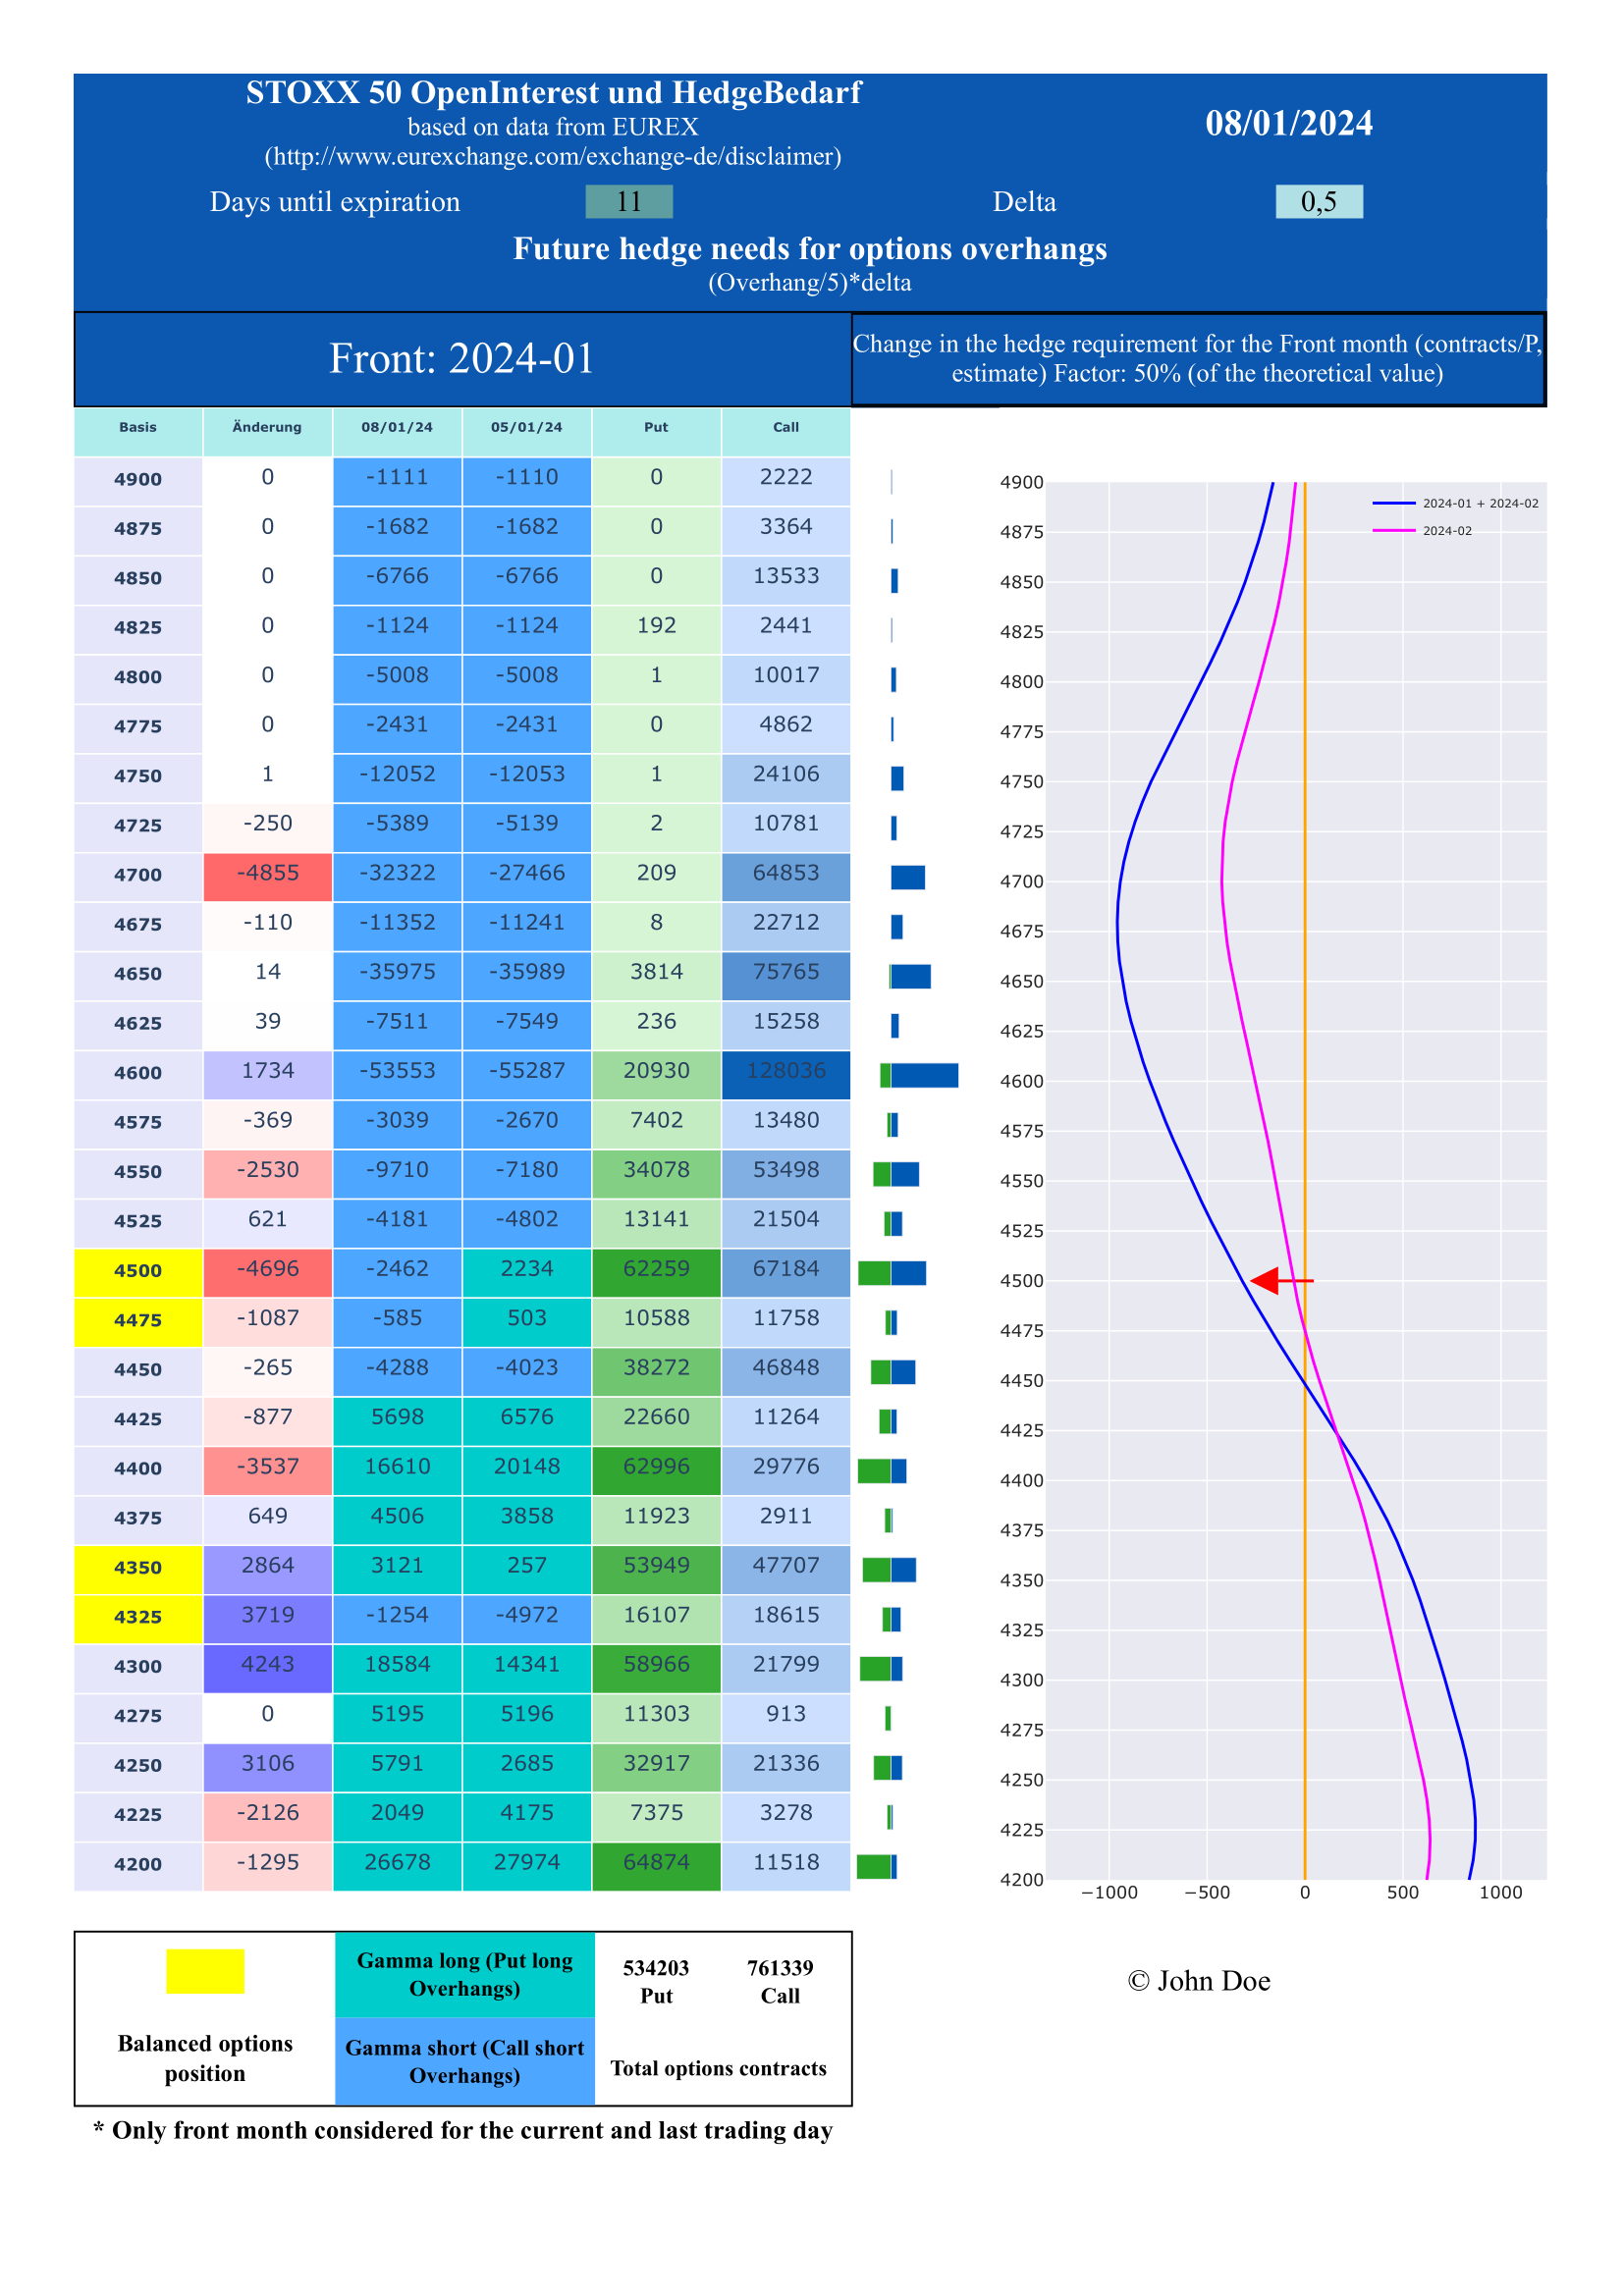 STOXX 50 OpenInterest und HedgeBedarf
based on data from EUREX
(http://www.eurexchange.com/exchange-de/disclaimer)
08/01/2024
Days until expiration 11 Delta 0,5
Future hedge needs for options overhangs
(Overhang/5)*delta
Front: 2024-01
Change in the hedge requirement for the Front month (contracts/P,
estimate) Factor: 50% (of the theoretical value)
Basis Änderung 08/01/24 05/01/24 Put Call
4900 0 -1111 -1110 0 2222
4875 0 -1682 -1682 0 3364
4850 0 -6766 -6766 0 13533
4825 0 -1124 -1124 192 2441
4800 0 -5008 -5008 1 10017
4775 0 -2431 -2431 0 4862
4750 1 -12052 -12053 1 24106
4725 -250 -5389 -5139 2 10781
4700 -4855 -32322 -27466 209 64853
4675 -110 -11352 -11241 8 22712
4650 14 -35975 -35989 3814 75765
4625 39 -7511 -7549 236 15258
4600 1734 -53553 -55287 20930 128036
4575 -369 -3039 -2670 7402 13480
4550 -2530 -9710 -7180 34078 53498
4525 621 -4181 -4802 13141 21504
4500 -4696 -2462 2234 62259 67184
4475 -1087 -585 503 10588 11758
4450 -265 -4288 -4023 38272 46848
4425 -877 5698 6576 22660 11264
4400 -3537 16610 20148 62996 29776
4375 649 4506 3858 11923 2911
4350 2864 3121 257 53949 47707
4325 3719 -1254 -4972 16107 18615
4300 4243 18584 14341 58966 21799
4275 0 5195 5196 11303 913
4250 3106 5791 2685 32917 21336
4225 -2126 2049 4175 7375 3278
4200 -1295 26678 27974 64874 11518
4900
4875
4850
4825
4800
4775
4750
4725
4700
4675
4650
4625
4600
4575
4550
4525
4500
4475
4450
4425
4400
4375
4350
4325
4300
4275
4250
4225
4200
−1000 −500 0 500 1000
2024-01 + 2024-02
2024-02
Balanced options
position
Gamma long (Put long
Overhangs)
Gamma short (Call short
Overhangs)
534203 761339
Put Call
Total options contracts
© John Doe
* Only front month considered for the current and last trading day